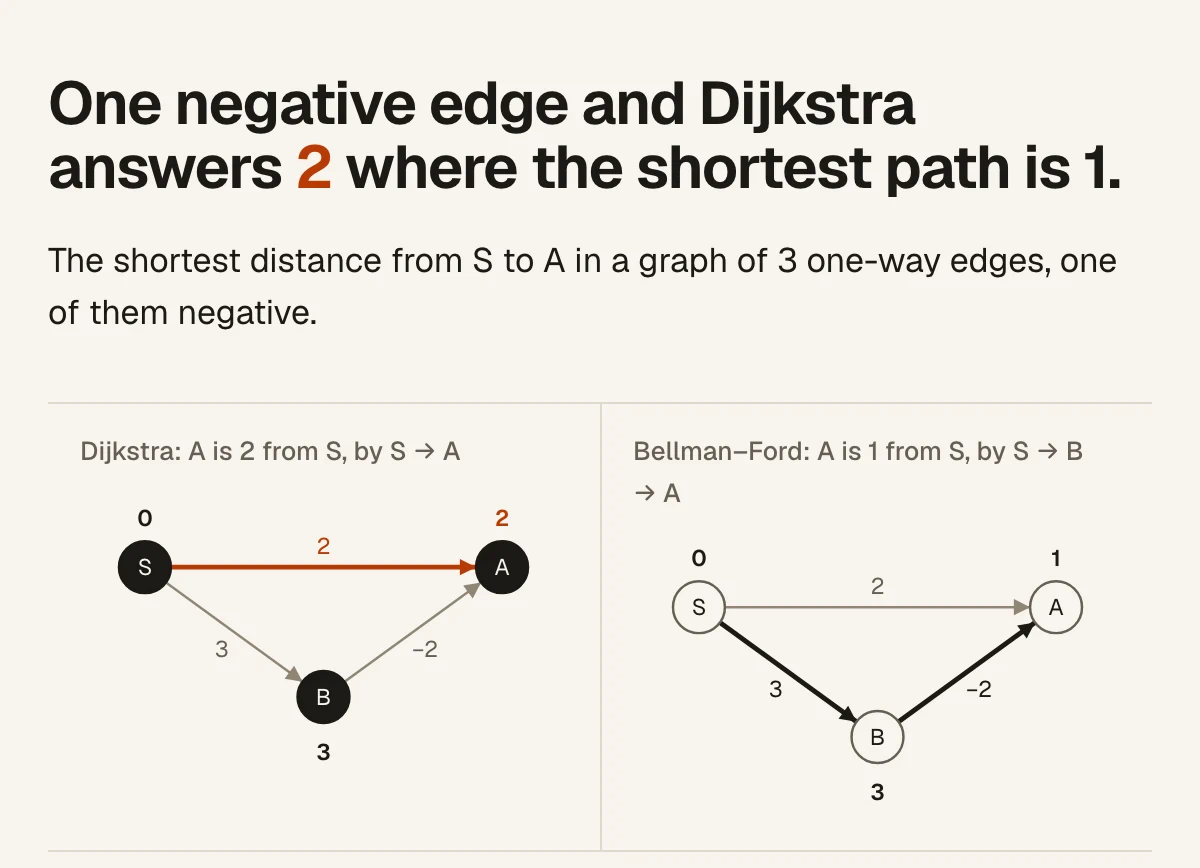 One negative edge and Dijkstra
answers 2 where the shortest path is 1.
The shortest distance from S to A in a graph of 3 one-way edges, one
of them negative.
Dijkstra: A is 2 from S, by S → A
0
2
2
S
A
3
−2
B
3
Bellman–Ford: A is 1 from S, by S → B
→ A
0
1
2
S
A
3
−2
B
3